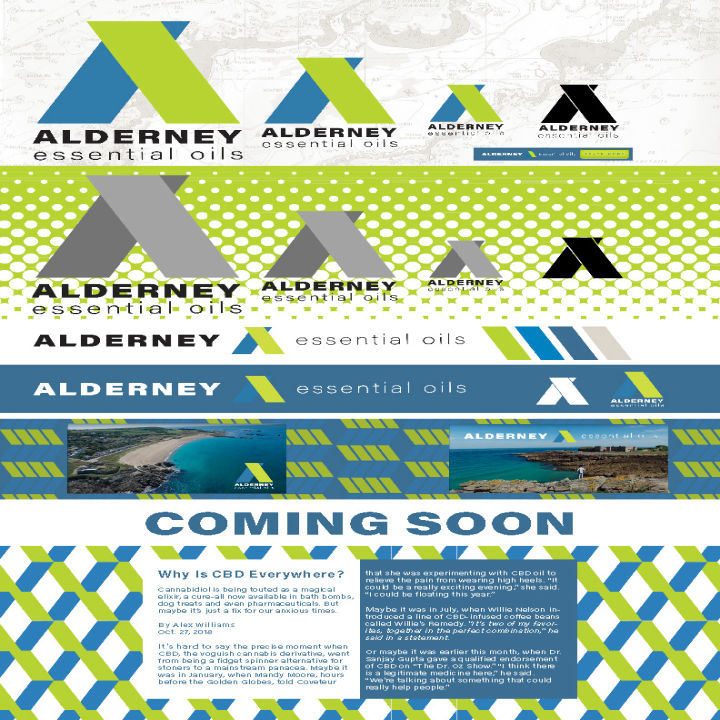 ALDERNEY
essential oils
ALDERNEY
essential oils
ALDERNEY
essential oils
ALDERNEY
essential oils
ALDERNEY
ALDERNEY
essential oils
ALDERNEY
essential oils
ALDERNEY
essential oils
ALDERNEY essential oils
ALDERNEY essential oils
ALDERNEY
essential oils
ALDERNEY essential oils
ALDERNEY
COMING SOON
Why Is CBD Everywhere?
Cannabidiol is being touted as a magical
elixir, a cure-all now available in bath bombs,
dog treats and even pharmaceuticals. But
maybe it's just a fix for our anxious times.
By Alex Williams
Oct. 27, 2018
It's hard to say the precise moment when
CBD, the voguish cannabis derivative, went
from being a fidget spinner alternative for
stoners to a mainstream panacea. Maybe it
was in January, when Mandy Moore, hours
before the Golden Globes, told Coveteur
that she was experimenting with CBD oil to
relieve the pain from wearing high heels. "It
could be a really exciting evening," she said.
"I could be floating this year."
Maybe it was in July, when Willie Nelson in-
troduced a line of CBD-infused coffee beans
called Willie's Remedy. "It's two of my favor-
ites, together in the perfect combination," he
said in a statement.
Or maybe it was earlier this month, when Dr.
Sanjay Gupta gave a qualified endorsement
of CBD on "The Dr. Oz Show." "I think there
is a legitimate medicine here," he said.
"We're talking about something that could
really help people."